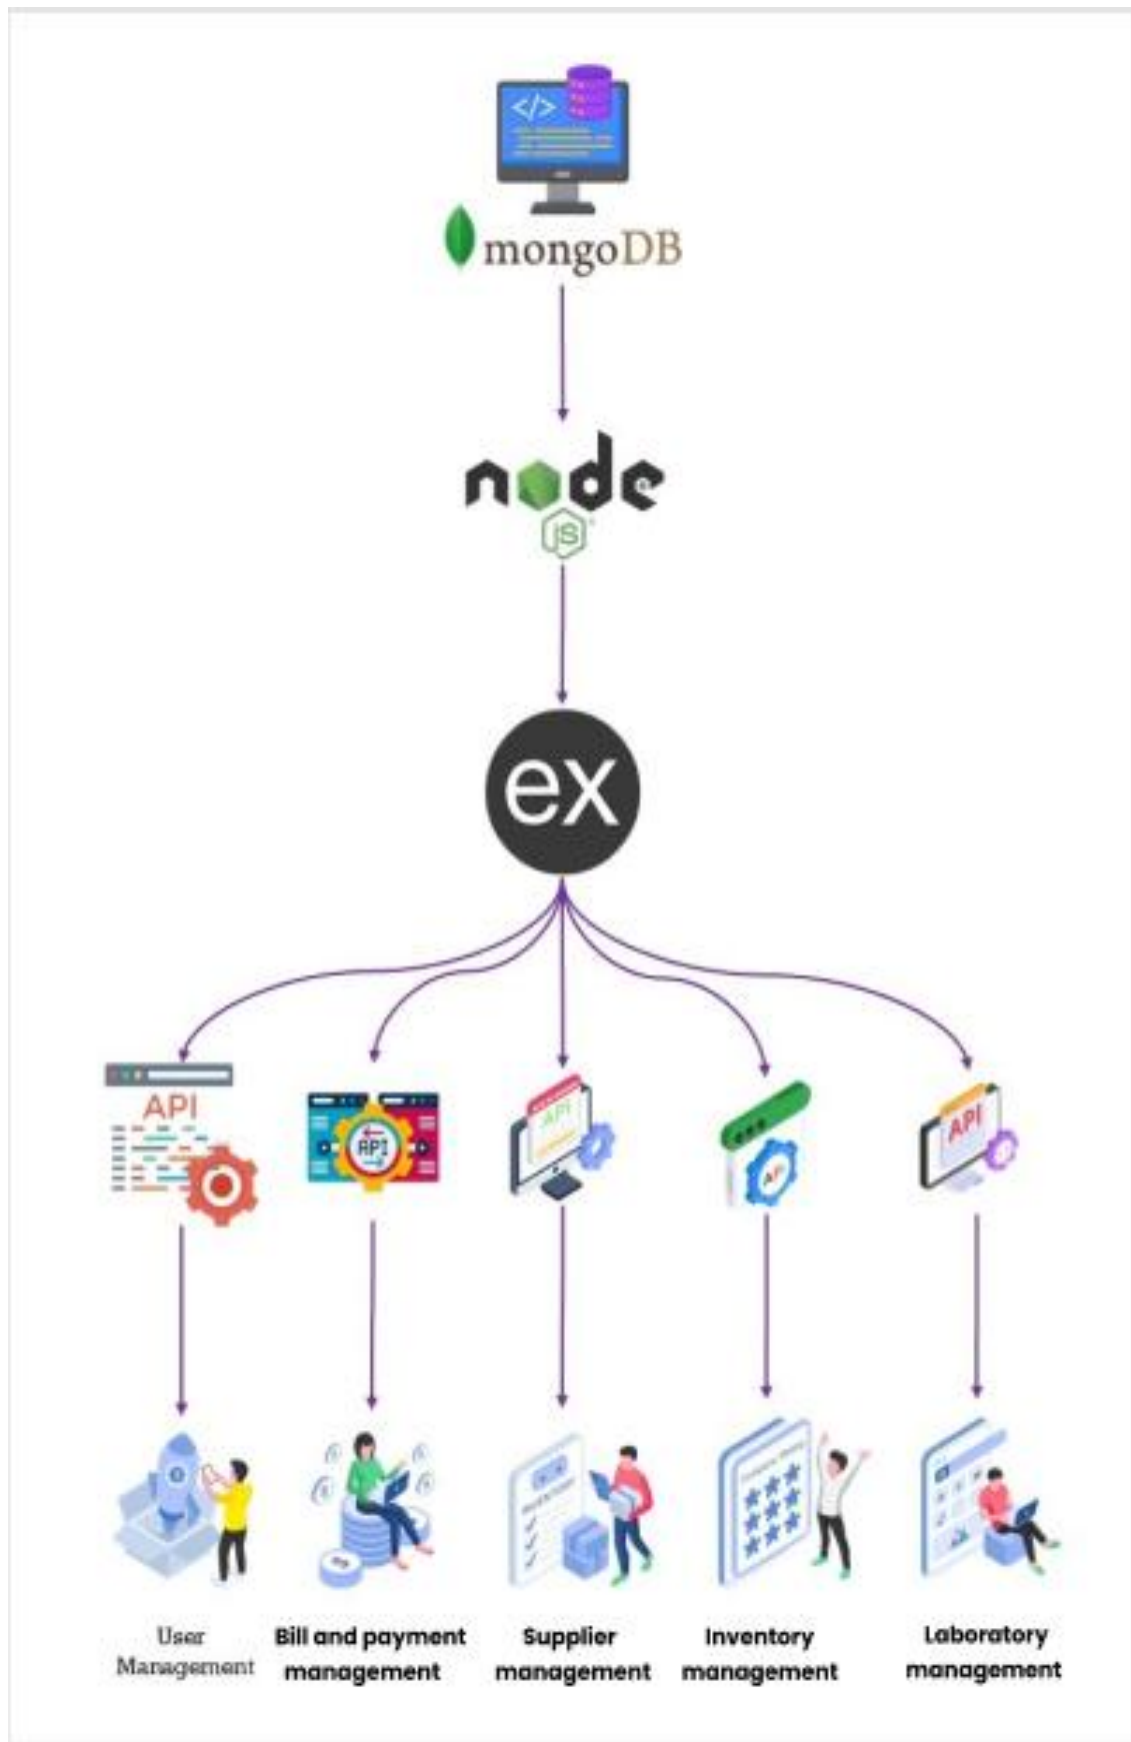 </>
mongoDB
node
JS
ex
API
API
API
API
API
User
Management
Bill and payment
management
Supplier
management
Inventory
management
Laboratory
management